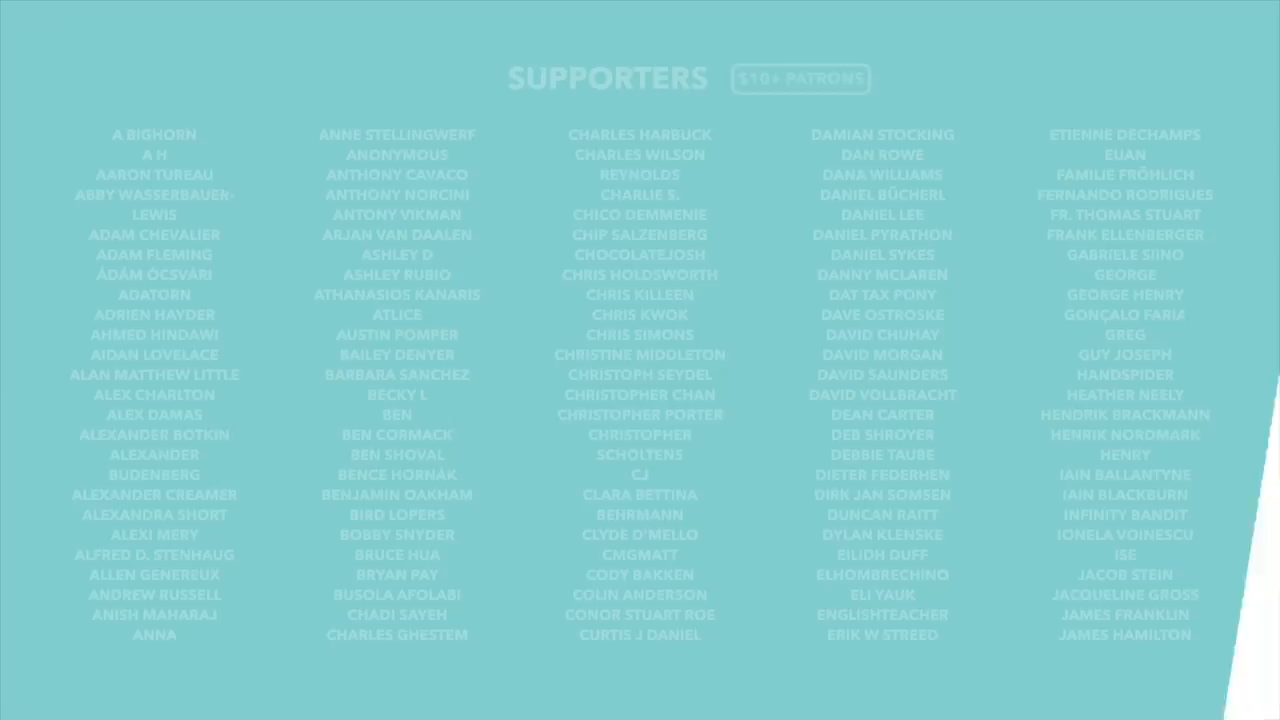 SUPPORTERS
$10+ PATRONS
A BIGHORN
A H
AARON TUREAU
ABBY WASSERBAUER-
LEWIS
ADAM CHEVALIER
ADAM FLEMING
ÁDÁM ÓCSVÁRI
ADATORN
ADRIEN HAYDER
AHMED HINDAWI
AIDAN LOVELACE
ALAN MATTHEW LITTLE
ALEX CHARLTON
ALEX DAMAS
ALEXANDER BOTKIN
ALEXANDER
BUDENBERG
ALEXANDER CREAMER
ALEXANDRA SHORT
ALEXI MERY
ALFRED D. STENHAUG
ALLEN GENEREUX
ANDREW RUSSELL
ANISH MAHARAJ
ANNA
ANNE STELLINGWERF
ANONYMOUS
ANTHONY CAVACO
ANTHONY NORCINI
ANTONY VIKMAN
ARJAN VAN DAALEN
ASHLEY D
ASHLEY RUBIO
ATHANASIOS KANARIS
ATLICE
AUSTIN POMPER
BAILEY DENYER
BARBARA SANCHEZ
BECKY L
BEN
BEN CORMACK
BEN SHOVAL
BENCE HORNÁK
BENJAMIN OAKHAM
BIRD LOPERS
BOBBY SNYDER
BRUCE HUA
BRYAN PAY
BUSOLA AFOLABI
CHADI SAYEH
CHARLES GHESTEM
CHARLES HARBUCK
CHARLES WILSON
REYNOLDS
CHARLIE S.
CHICO DEMMENIE
CHIP SALZENBERG
CHOCOLATEJOSH
CHRIS HOLDSWORTH
CHRIS KILLEEN
CHRIS KWOK
CHRIS SIMONS
CHRISTINE MIDDLETON
CHRISTOPH SEYDEL
CHRISTOPHER CHAN
CHRISTOPHER PORTER
CHRISTOPHER
SCHOLTENS
CJ
CLARA BETTINA
BEHRMANN
CLYDE D'MELLO
CMGMATT
CODY BAKKEN
COLIN ANDERSON
CONOR STUART ROE
CURTIS J DANIEL
DAMIAN STOCKING
DAN ROWE
DANA WILLIAMS
DANIEL BÜCHERL
DANIEL LEE
DANIEL PYRATHON
DANIEL SYKES
DANNY MCLAREN
DAT TAX PONY
DAVE OSTROSKE
DAVID CHUHAY
DAVID MORGAN
DAVID SAUNDERS
DAVID VOLLBRACHT
DEAN CARTER
DEB SHROYER
DEBBIE TAUBE
DIETER FEDERHEN
DIRK JAN SOMSEN
DUNCAN RAITT
DYLAN KLENSKE
EILIDH DUFF
ELHOMBRECHINO
ELI YAUK
ENGLISHTEACHER
ERIK W STREED
ETIENNE DECHAMPS
EUAN
FAMILIE FRÖHLICH
FERNANDO RODRIGUES
FR. THOMAS STUART
FRANK ELLENBERGER
GABRIELE SIINO
GEORGE
GEORGE HENRY
GONÇALO FARIA
GREG
GUY JOSEPH
HANDSPIDER
HEATHER NEELY
HENDRIK BRACKMANN
HENRIK NORDMARK
HENRY
IAIN BALLANTYNE
IAIN BLACKBURN
INFINITY BANDIT
IONELA VOINESCU
ISE
JACOB STEIN
JACQUELINE GROSS
JAMES FRANKLIN
JAMES HAMILTON